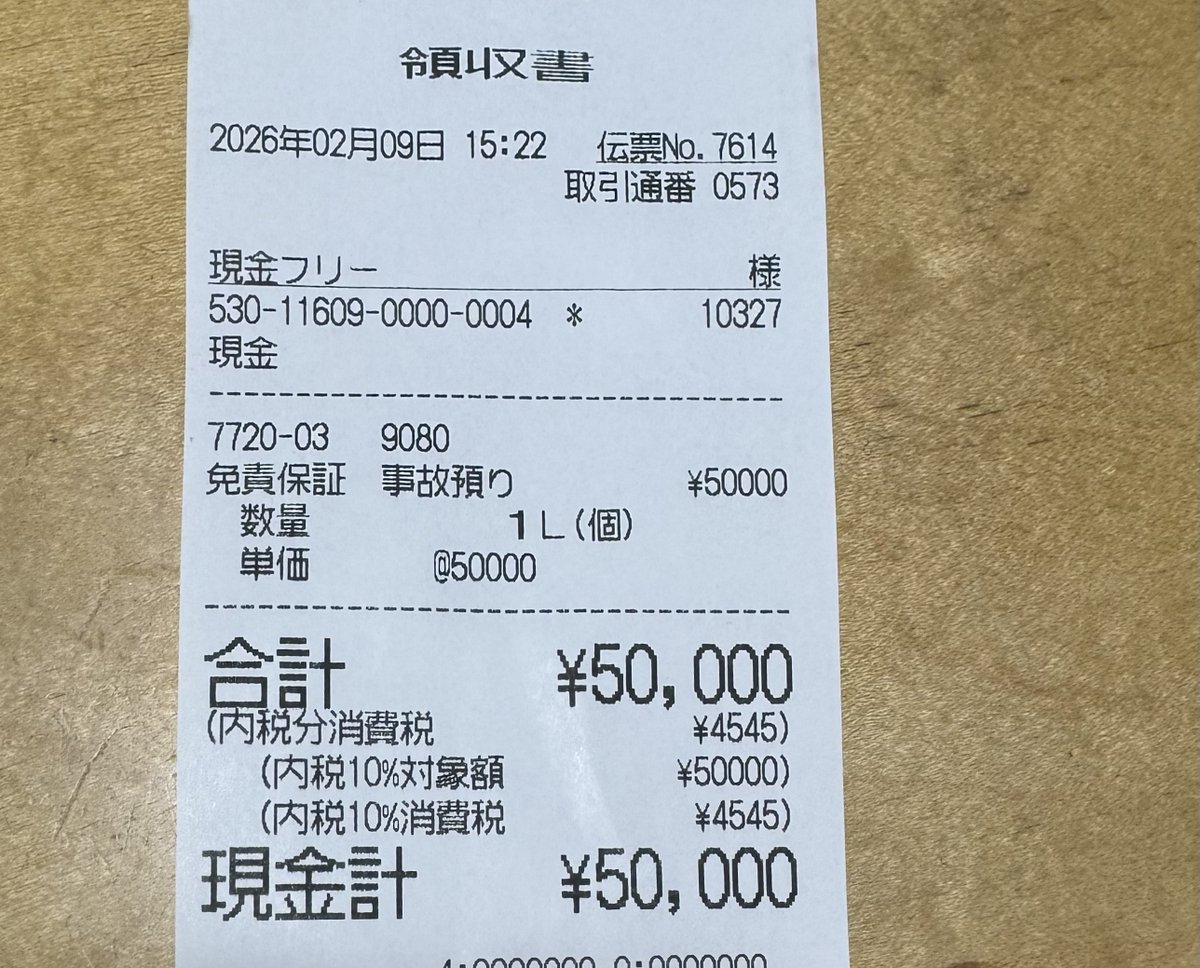 領収書
2026年02月09日 15:22 伝票No. 7614
取引通番 0573
現金フリー 様
530-11609-0000-0004 * 10327
現金
7720-03 9080
免責保証 事故預り ¥50000
数量 1L(個)
単価 @50000
合計 ¥50,000
(内税分消費税 ¥4545)
(内税10%対象額 ¥50000)
(内税10%消費税 ¥4545)
現金計 ¥50,000